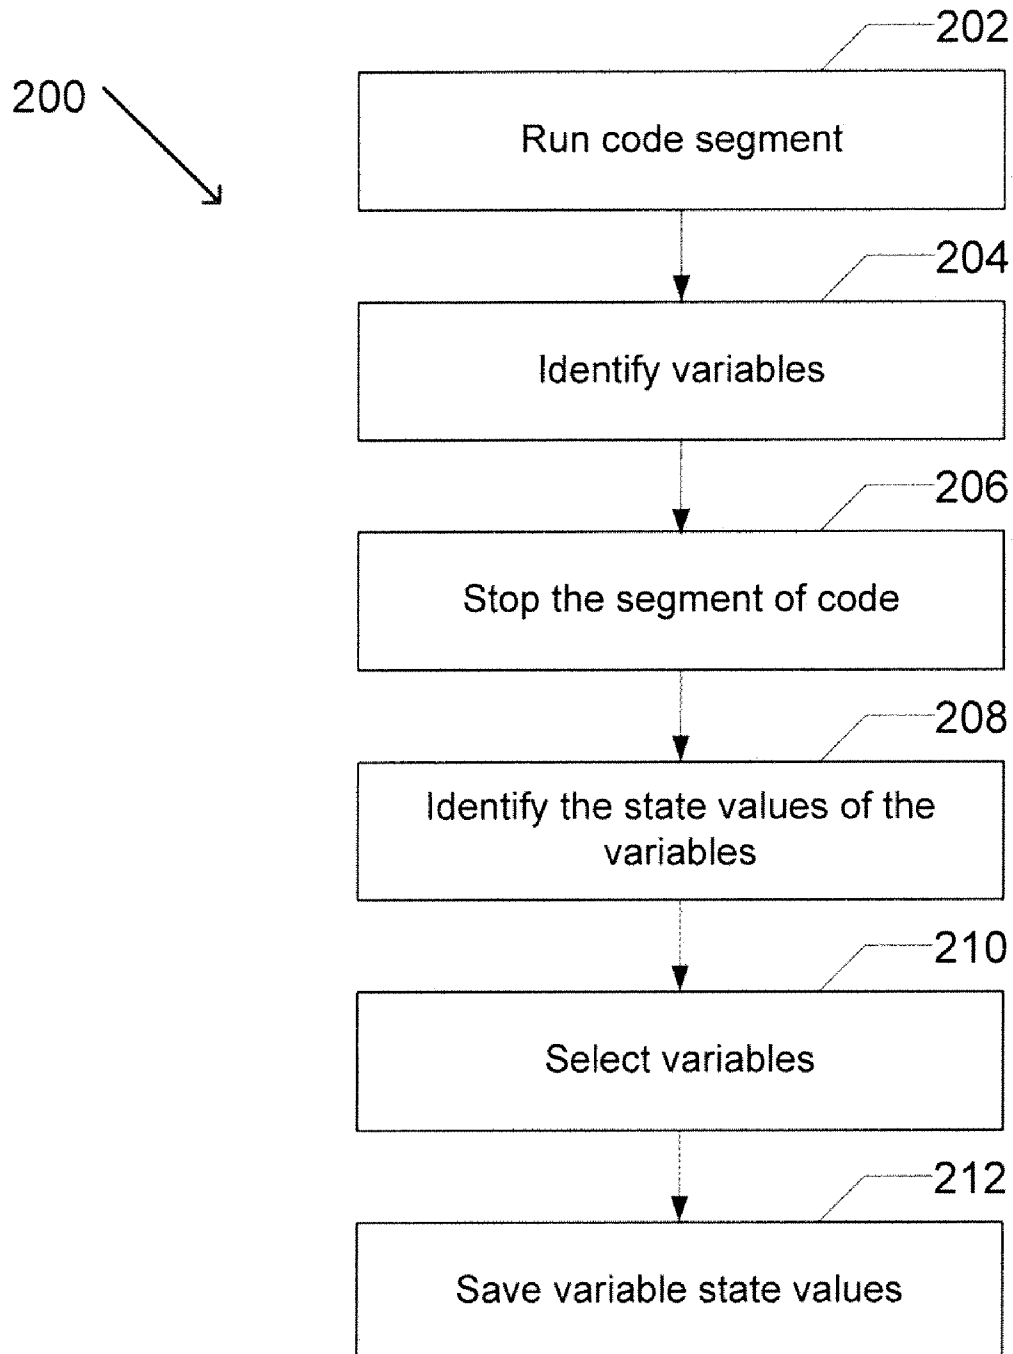 202
200
Run code segment
204
Identify variables
206
Stop the segment of code
208
Identify the state values of the
variables
210
Select variables
212
Save variable state values